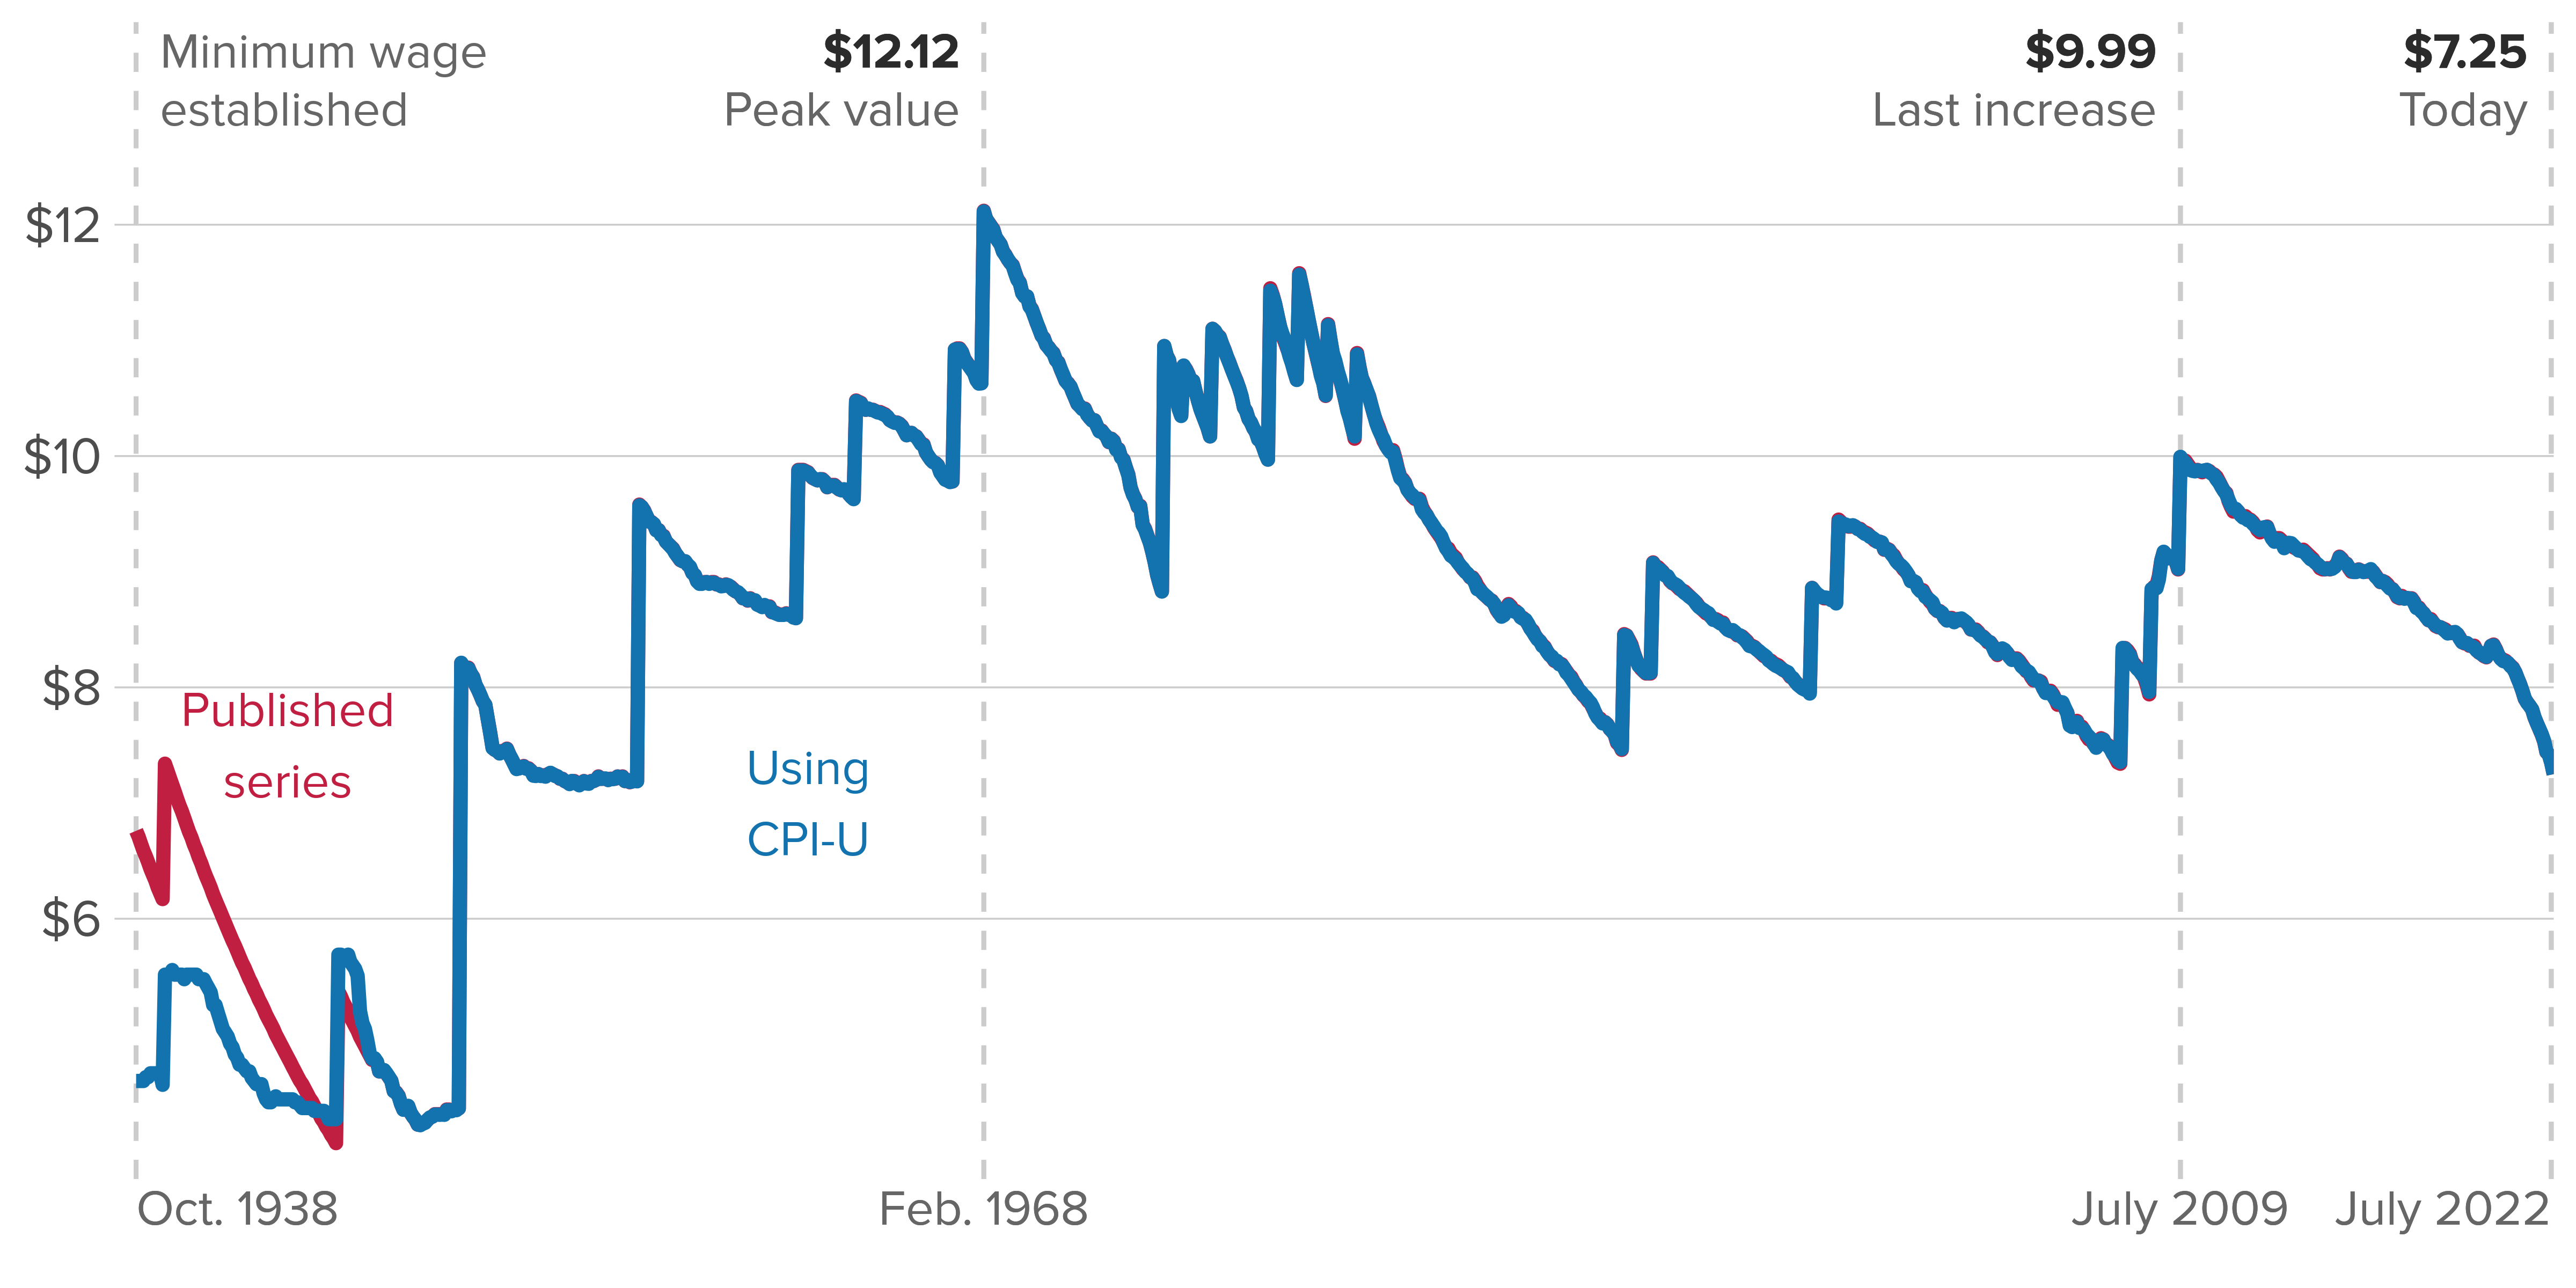 Minimum wage
established
$12.12
Peak value
$9.99
Last increase
$7.25
Today
$12
$10
$8
$6
Published
series
Using
CPI-U
Oct. 1938
Feb. 1968
July 2009
July 2022